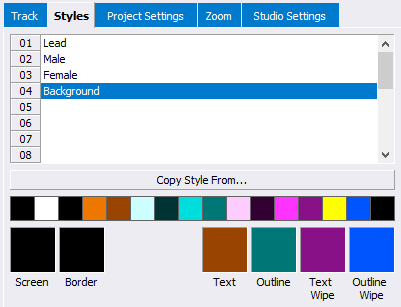 Track Styles Project Settings Zoom Studio Settings
01 Lead
02 Male
03 Female
04 Background
05
06
07
08
Copy Style From...
Screen Border Text Outline Text Wipe Outline Wipe